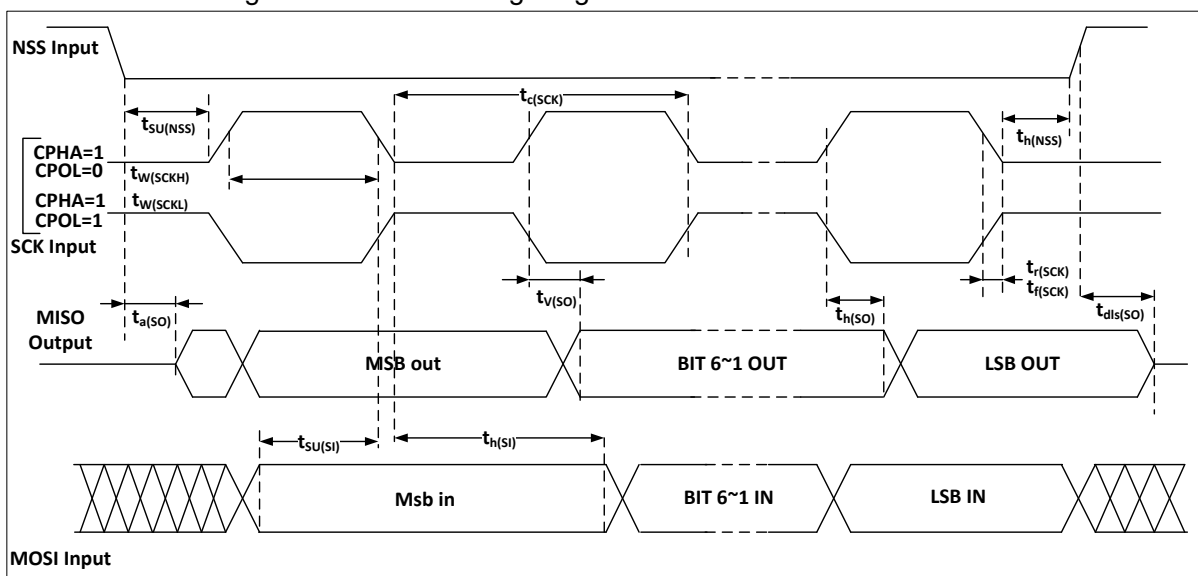 NSS Input
tc(SCK)
tSU(NSS)
th(NSS)
CPHA=1
CPOL=0
tW(SCKH)
CPHA=1
CPOL=1
tW(SCKL)
SCK Input
tr(SCK)
tf(SCK)
tV(SO)
ta(SO)
th(SO)
tdis(SO)
MISO
Output
MSB out
BIT 6~1 OUT
LSB OUT
tSU(SI)
th(SI)
Msb in
BIT 6~1 IN
LSB IN
MOSI Input